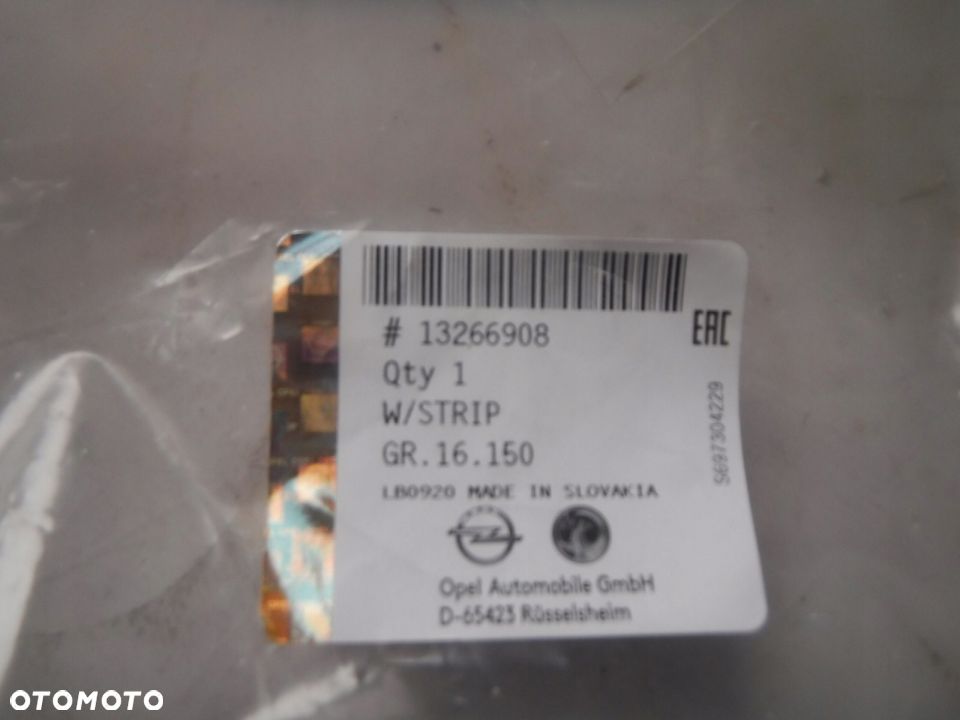 # 13266908
EAC
Qty 1
W/STRIP
GR.16.150
LB0920 MADE IN SLOVAKIA
S697304229
Opel Automobile GmbH
D-65423 Rüsselsheim
OTOMOTO